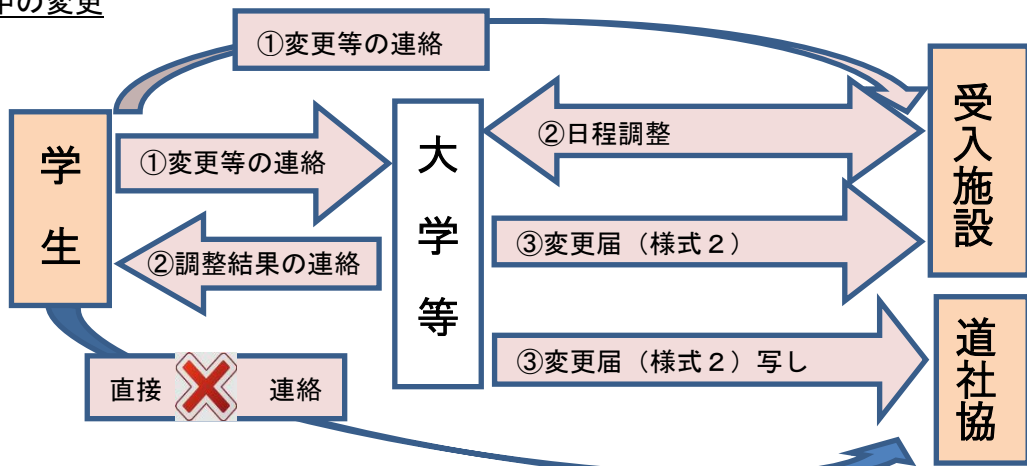 中の変更
①変更等の連絡
学生
①変更等の連絡
②調整結果の連絡
大学等
②日程調整
③変更届（様式２）
③変更届（様式２）写し
受入施設
道社協
直接 連絡